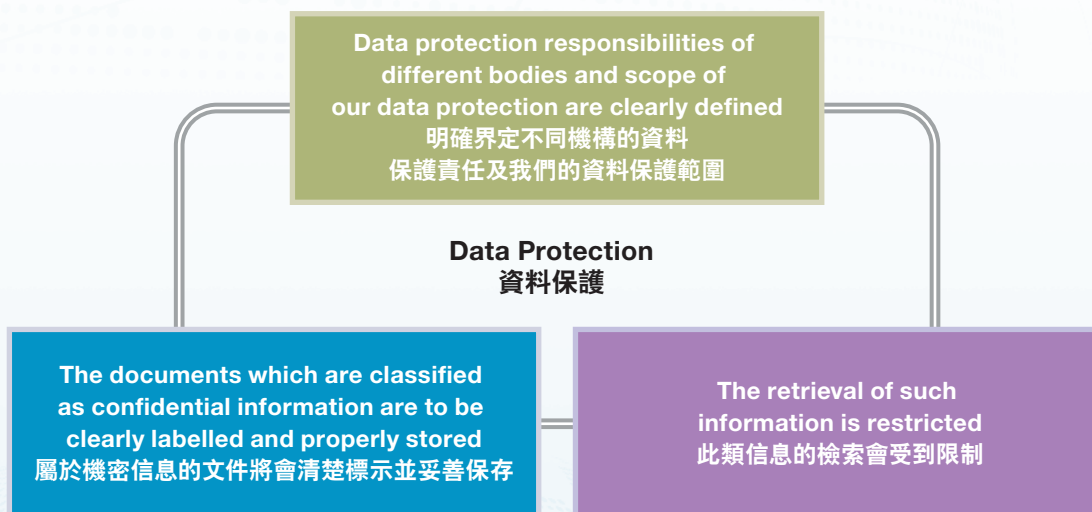 Data protection responsibilities of
different bodies and scope of
our data protection are clearly defined
明確界定不同機構的資料
保護責任及我們的資料保護範圍
Data Protection
資料保護
The documents which are classified
as confidential information are to be
clearly labelled and properly stored
屬於機密信息的文件將會清楚標示並妥善保存
The retrieval of such
information is restricted
此類信息的檢索會受到限制